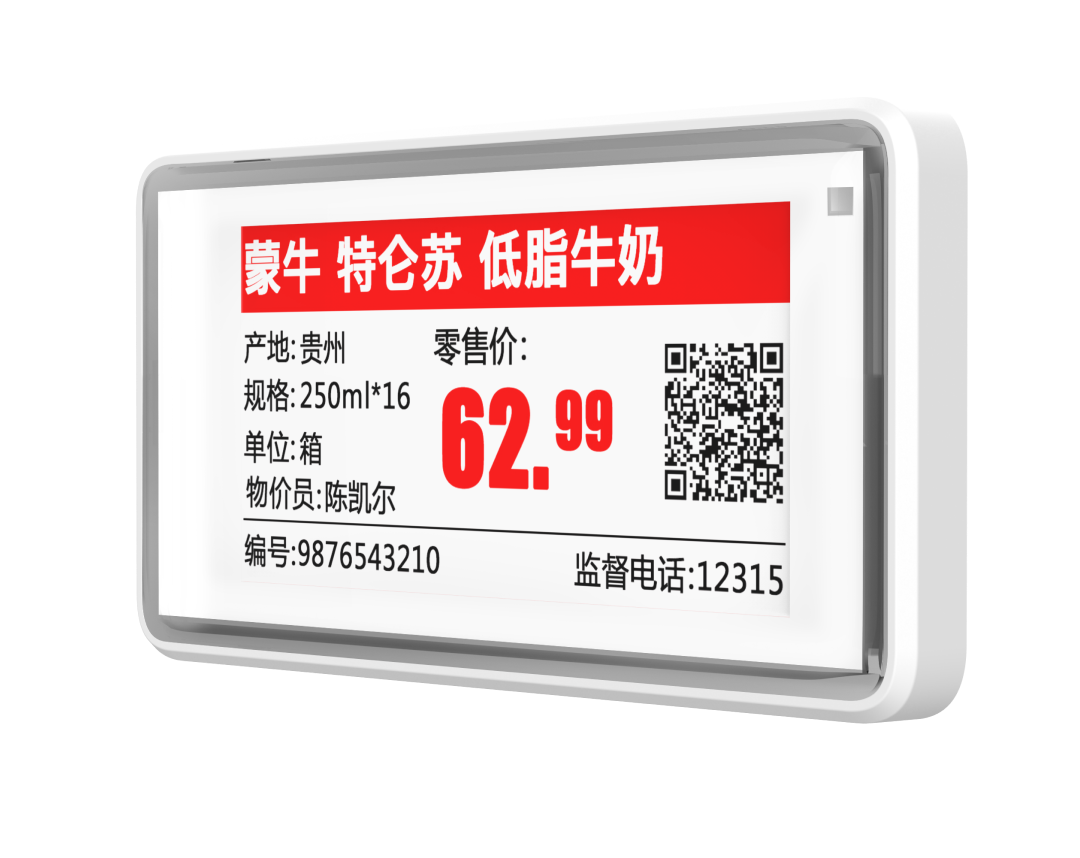 蒙牛 特仑苏 低脂牛奶
产地:贵州
规格:250ml*16
单位:箱
物价员:陈凯尔
零售价:
62.99
编号:9876543210
监督电话:12315